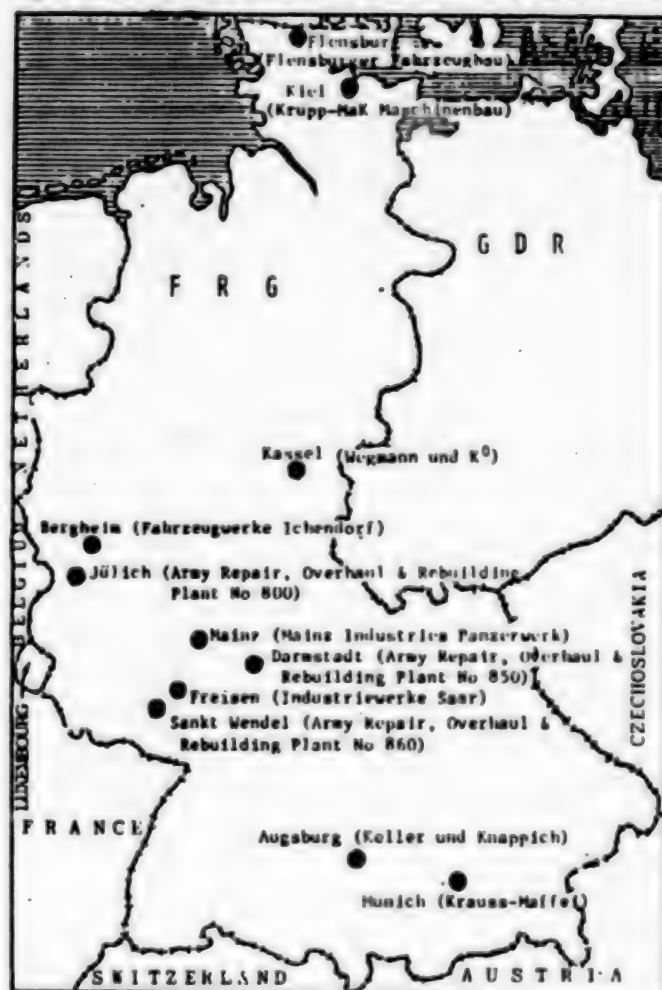 Flensbur
(Flensburger Fahrzeugbau)
Kiel
(Krupp-MaK Maschinenbau)
G D R
F R G
NETHERLANDS
Kassel (Wegmann und K⁰)
Bergheim (Fahrzeugwerke Ichendorf)
BELGIUM
Jülich (Army Repair, Overhaul & Rebuilding
Plant No 800)
CZECHOSLOVAKIA
Mainz (Mainz Industries Panzerwerk)
Darmstadt (Army Repair, Overhaul &
Rebuilding Plant No 850)
Freisen (Industriewerke Saar)
Sankt Wendel (Army Repair, Overhaul &
Rebuilding Plant No 860)
LUXEMBOURG
FRANCE
Augsburg (Keller und Knappich)
Munich (Krauss-Maffei)
SWITZERLAND
AUSTRIA